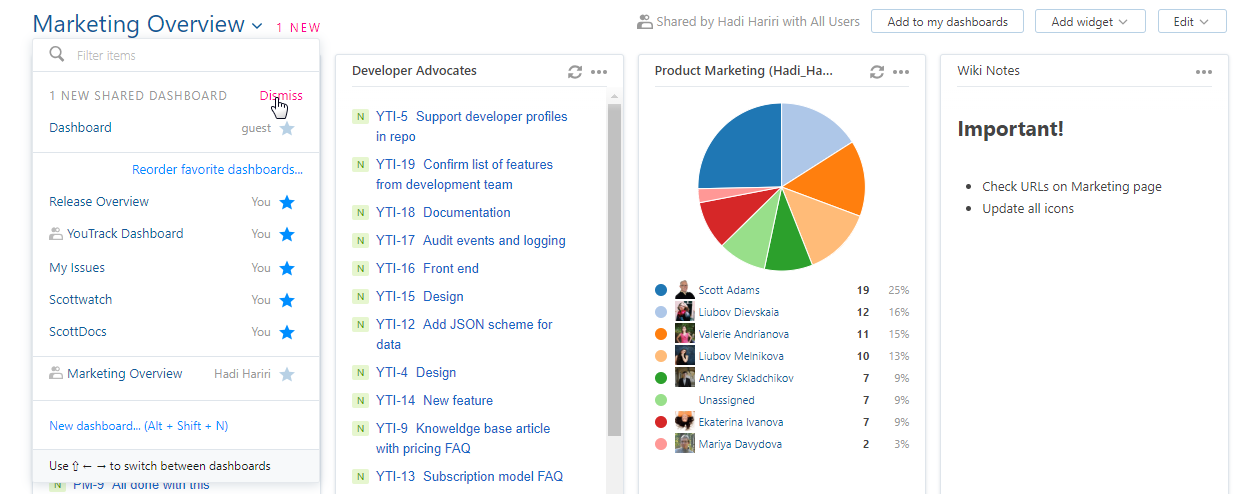 Marketing Overview 1 NEW
Shared by Hadi Hariri with All Users
Add to my dashboards
Add widget
Edit
Filter items
1 NEW SHARED DASHBOARD Dismiss
Dashboard guest
Reorder favorite dashboards...
Release Overview You
YouTrack Dashboard You
My Issues You
Scottwatch You
ScottDocs You
Marketing Overview Hadi Hariri
New dashboard... (Alt + Shift + N)
Use ⇧ ← → to switch between dashboards
N PM-9 All done with this
Developer Advocates
N YTI-5 Support developer profiles
in repo
N YTI-19 Confirm list of features
from development team
N YTI-18 Documentation
N YTI-17 Audit events and logging
N YTI-16 Front end
N YTI-15 Design
N YTI-12 Add JSON scheme for
data
N YTI-4 Design
N YTI-14 New feature
N YTI-9 Knoweldge base article
with pricing FAQ
N YTI-13 Subscription model FAQ
Product Marketing (Hadi_Ha...
Scott Adams 19 25%
Liubov Dievskaia 12 16%
Valerie Andrianova 11 15%
Liubov Melnikova 10 13%
Andrey Skladchikov 7 9%
Unassigned 7 9%
Ekaterina Ivanova 7 9%
Mariya Davydova 2 3%
Wiki Notes
Important!
• Check URLs on Marketing page
• Update all icons